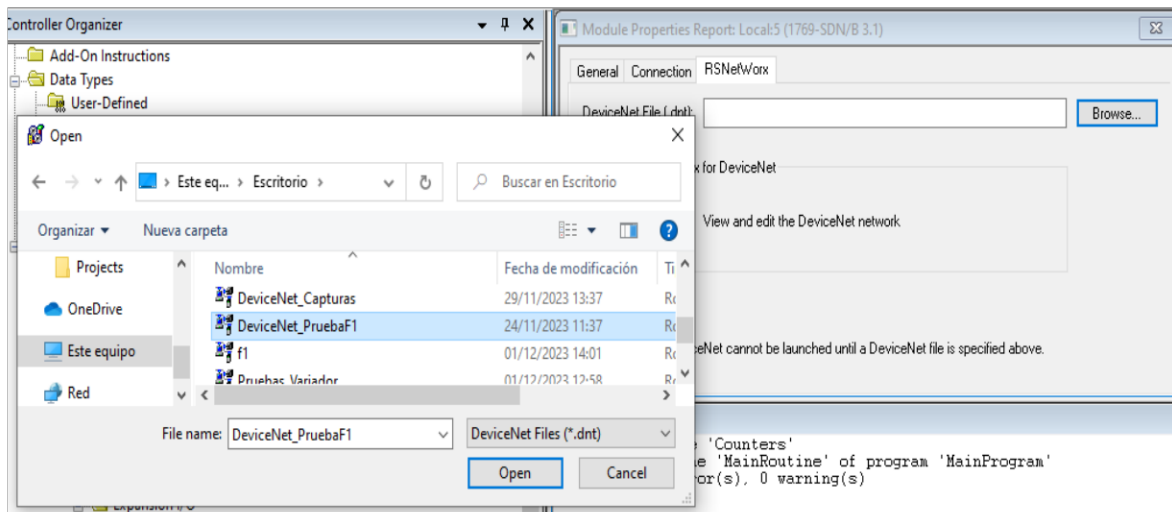 Controller Organizer
Add-On Instructions
Data Types
User-Defined
Module Properties Report: Local:5 (1769-SDN/B 3.1)
General Connection RSNetWorx
DeviceNet File (.dnt):
Browse...
for DeviceNet
View and edit the DeviceNet network
cannot be launched until a DeviceNet file is specified above.
Open
Este eq... > Escritorio >
Buscar en Escritorio
Organizar
Nueva carpeta
Projects
OneDrive
Este equipo
Red
Nombre Fecha de modificación
DeviceNet_Capturas 29/11/2023 13:37
DeviceNet_PruebaF1 24/11/2023 11:37
f1 01/12/2023 14:01
Pruebas_Variador 01/12/2023 12:58
File name: DeviceNet_PruebaF1
DeviceNet Files (*.dnt)
Open Cancel
'Counters'
'MainRoutine' of program 'MainProgram'
or(s), 0 warning(s)